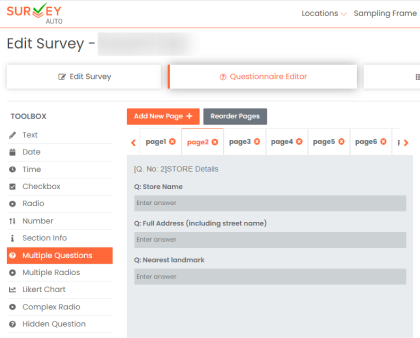 SURVEY
AUTO
Locations
Sampling Frame
Edit Survey -
Edit Survey
Questionnaire Editor
TOOLBOX
Text
Date
Time
Checkbox
Radio
Number
Section Info
Multiple Questions
Multiple Radios
Likert Chart
Complex Radio
Hidden Question
Add New Page +
Reorder Pages
page1
page2
page3
page4
page5
page6
[Q. No: 2]STORE Details
Q: Store Name
Enter answer
Q: Full Address (including street name)
Enter answer
Q: Nearest landmark
Enter answer